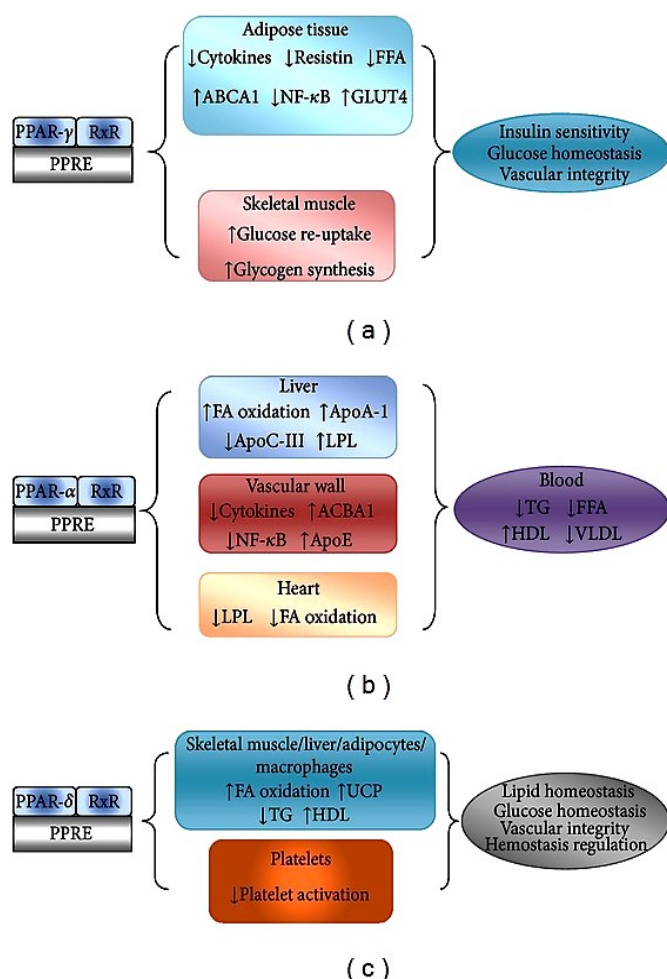 Adipose tissue
↓Cytokines ↓Resistin ↓FFA
↑ABCA1 ↓NF-κB ↑GLUT4
PPAR-γ RxR
PPRE
Skeletal muscle
↑Glucose re-uptake
↑Glycogen synthesis
Insulin sensitivity
Glucose homeostasis
Vascular integrity
(a)
Liver
↑FA oxidation ↑ApoA-1
↓ApoC-III ↑LPL
PPAR-α RxR
PPRE
Vascular wall
↓Cytokines ↑ACBA1
↓NF-κB ↑ApoE
Heart
↓LPL ↓FA oxidation
Blood
↓TG ↓FFA
↑HDL ↓VLDL
(b)
Skeletal muscle/liver/adipocytes/
macrophages
↑FA oxidation ↑UCP
↓TG ↑HDL
PPAR-δ RxR
PPRE
Platelets
↓Platelet activation
Lipid homeostasis
Glucose homeostasis
Vascular integrity
Hemostasis regulation
(c)